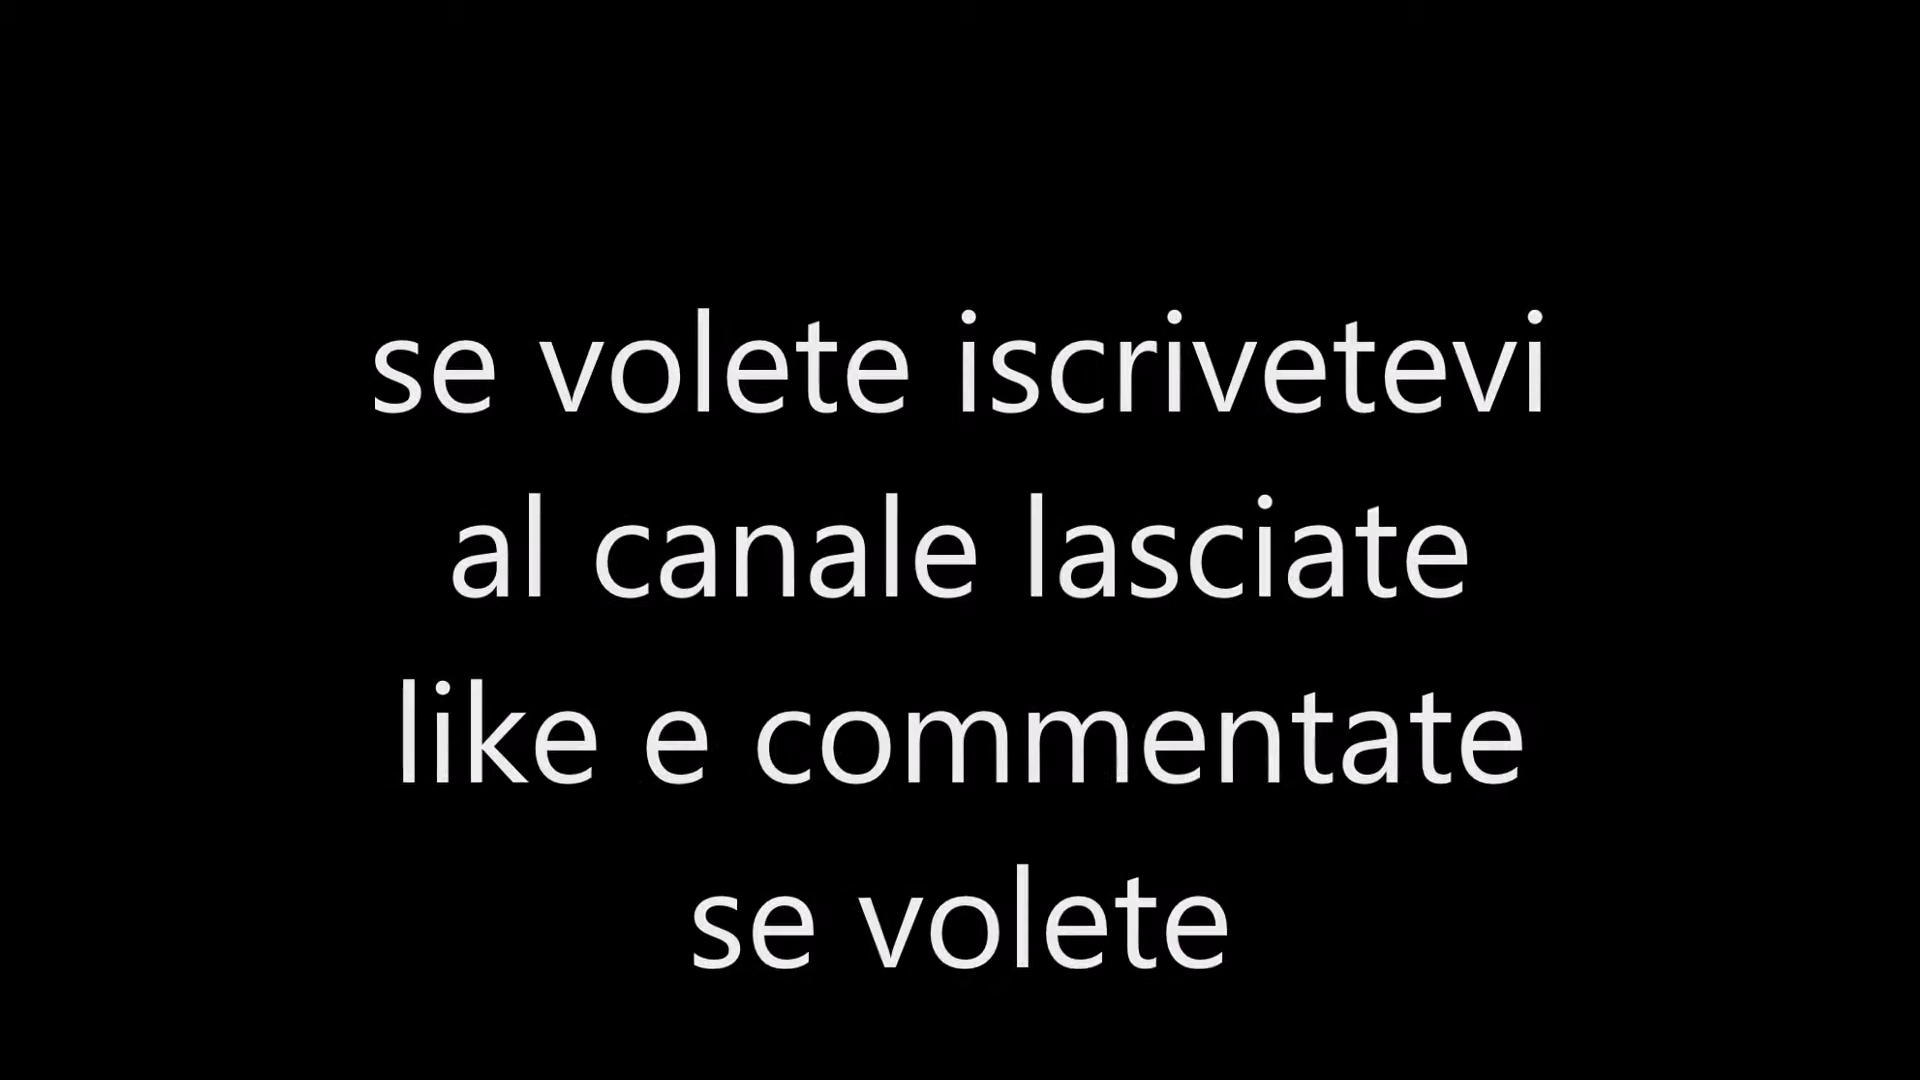 se volete iscrivetevi
al canale lasciate
like e commentate
se volete